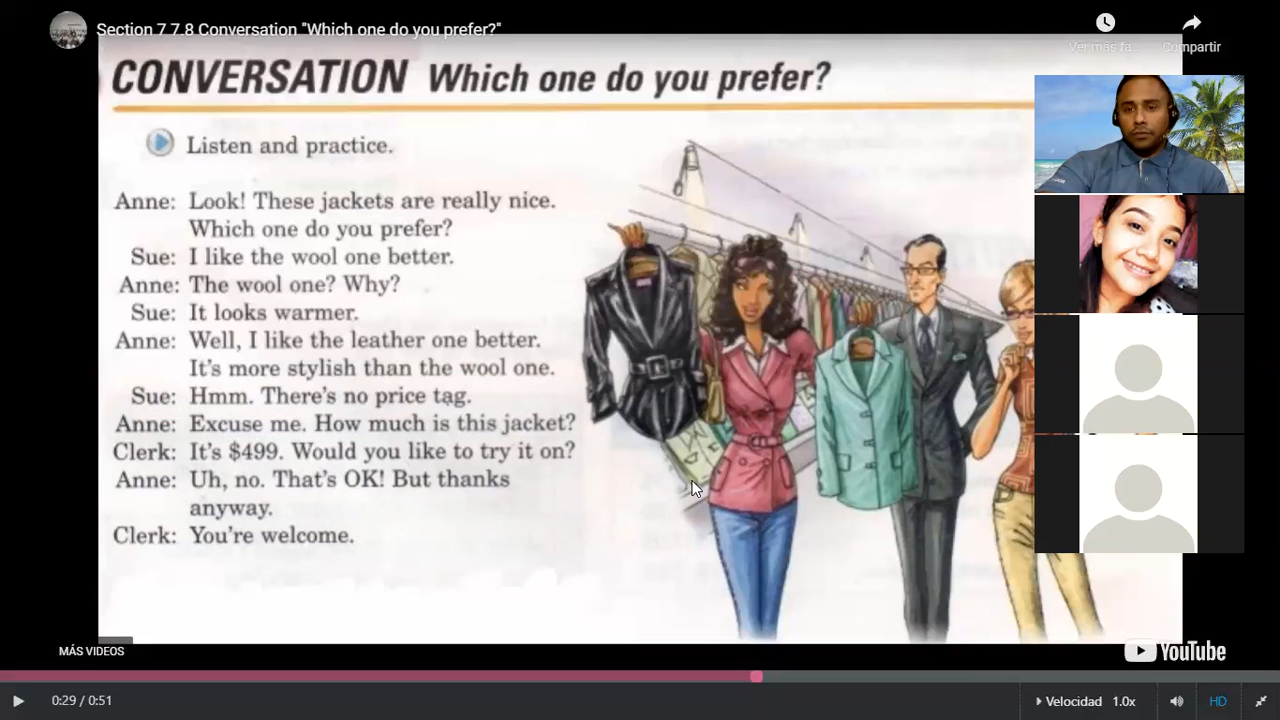 Section 7 7.8 Conversation "Which one do you prefer?"
Ver más ta...
Compartir
CONVERSATION Which one do you prefer?
Listen and practice.
Anne: Look! These jackets are really nice.
Which one do you prefer?
Sue: I like the wool one better.
Anne: The wool one? Why?
Sue: It looks warmer.
Anne: Well, I like the leather one better.
It's more stylish than the wool one.
Sue: Hmm. There's no price tag.
Anne: Excuse me. How much is this jacket?
Clerk: It's $499. Would you like to try it on?
Anne: Uh, no. That's OK! But thanks
anyway.
Clerk: You're welcome.
MÁS VIDEOS
YouTube
0:29 / 0:51
Velocidad 1.0x
HD